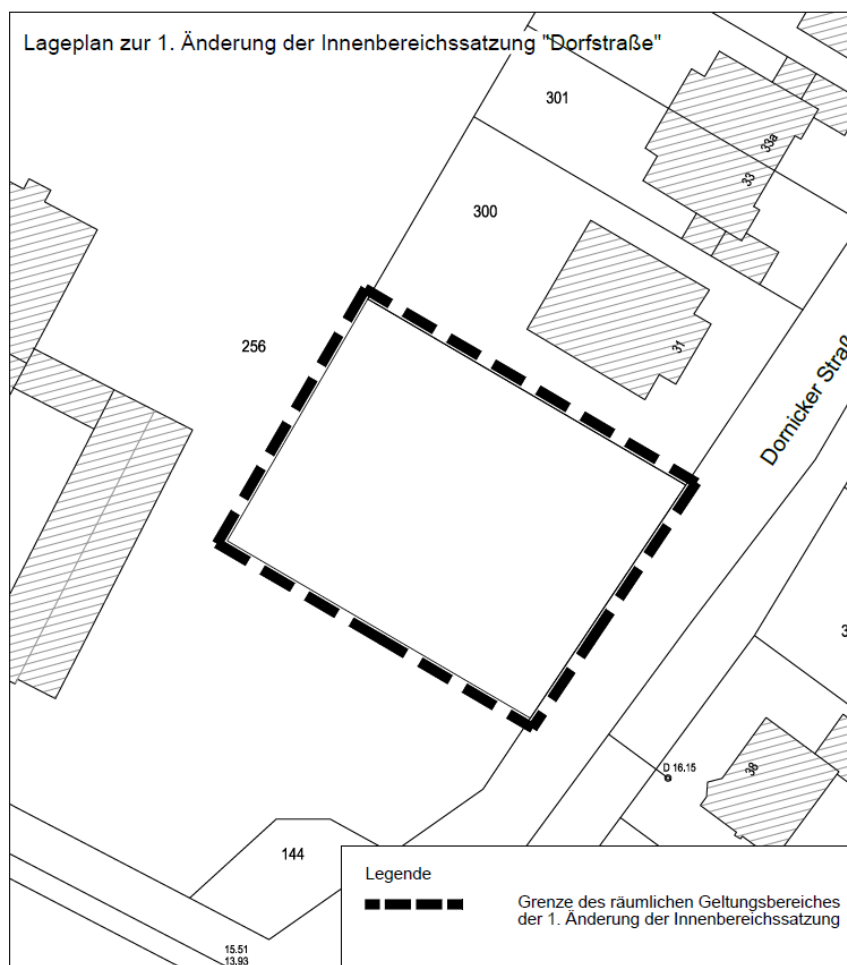 Lageplan zur 1. Änderung der Innenbereichssatzung "Dorfstraße"
301
33a
33
300
31
256
Dornicker Straß
3
D 16.15
38
144
15.51
13.93
Legende
Grenze des räumlichen Geltungsbereiches
der 1. Änderung der Innenbereichssatzung